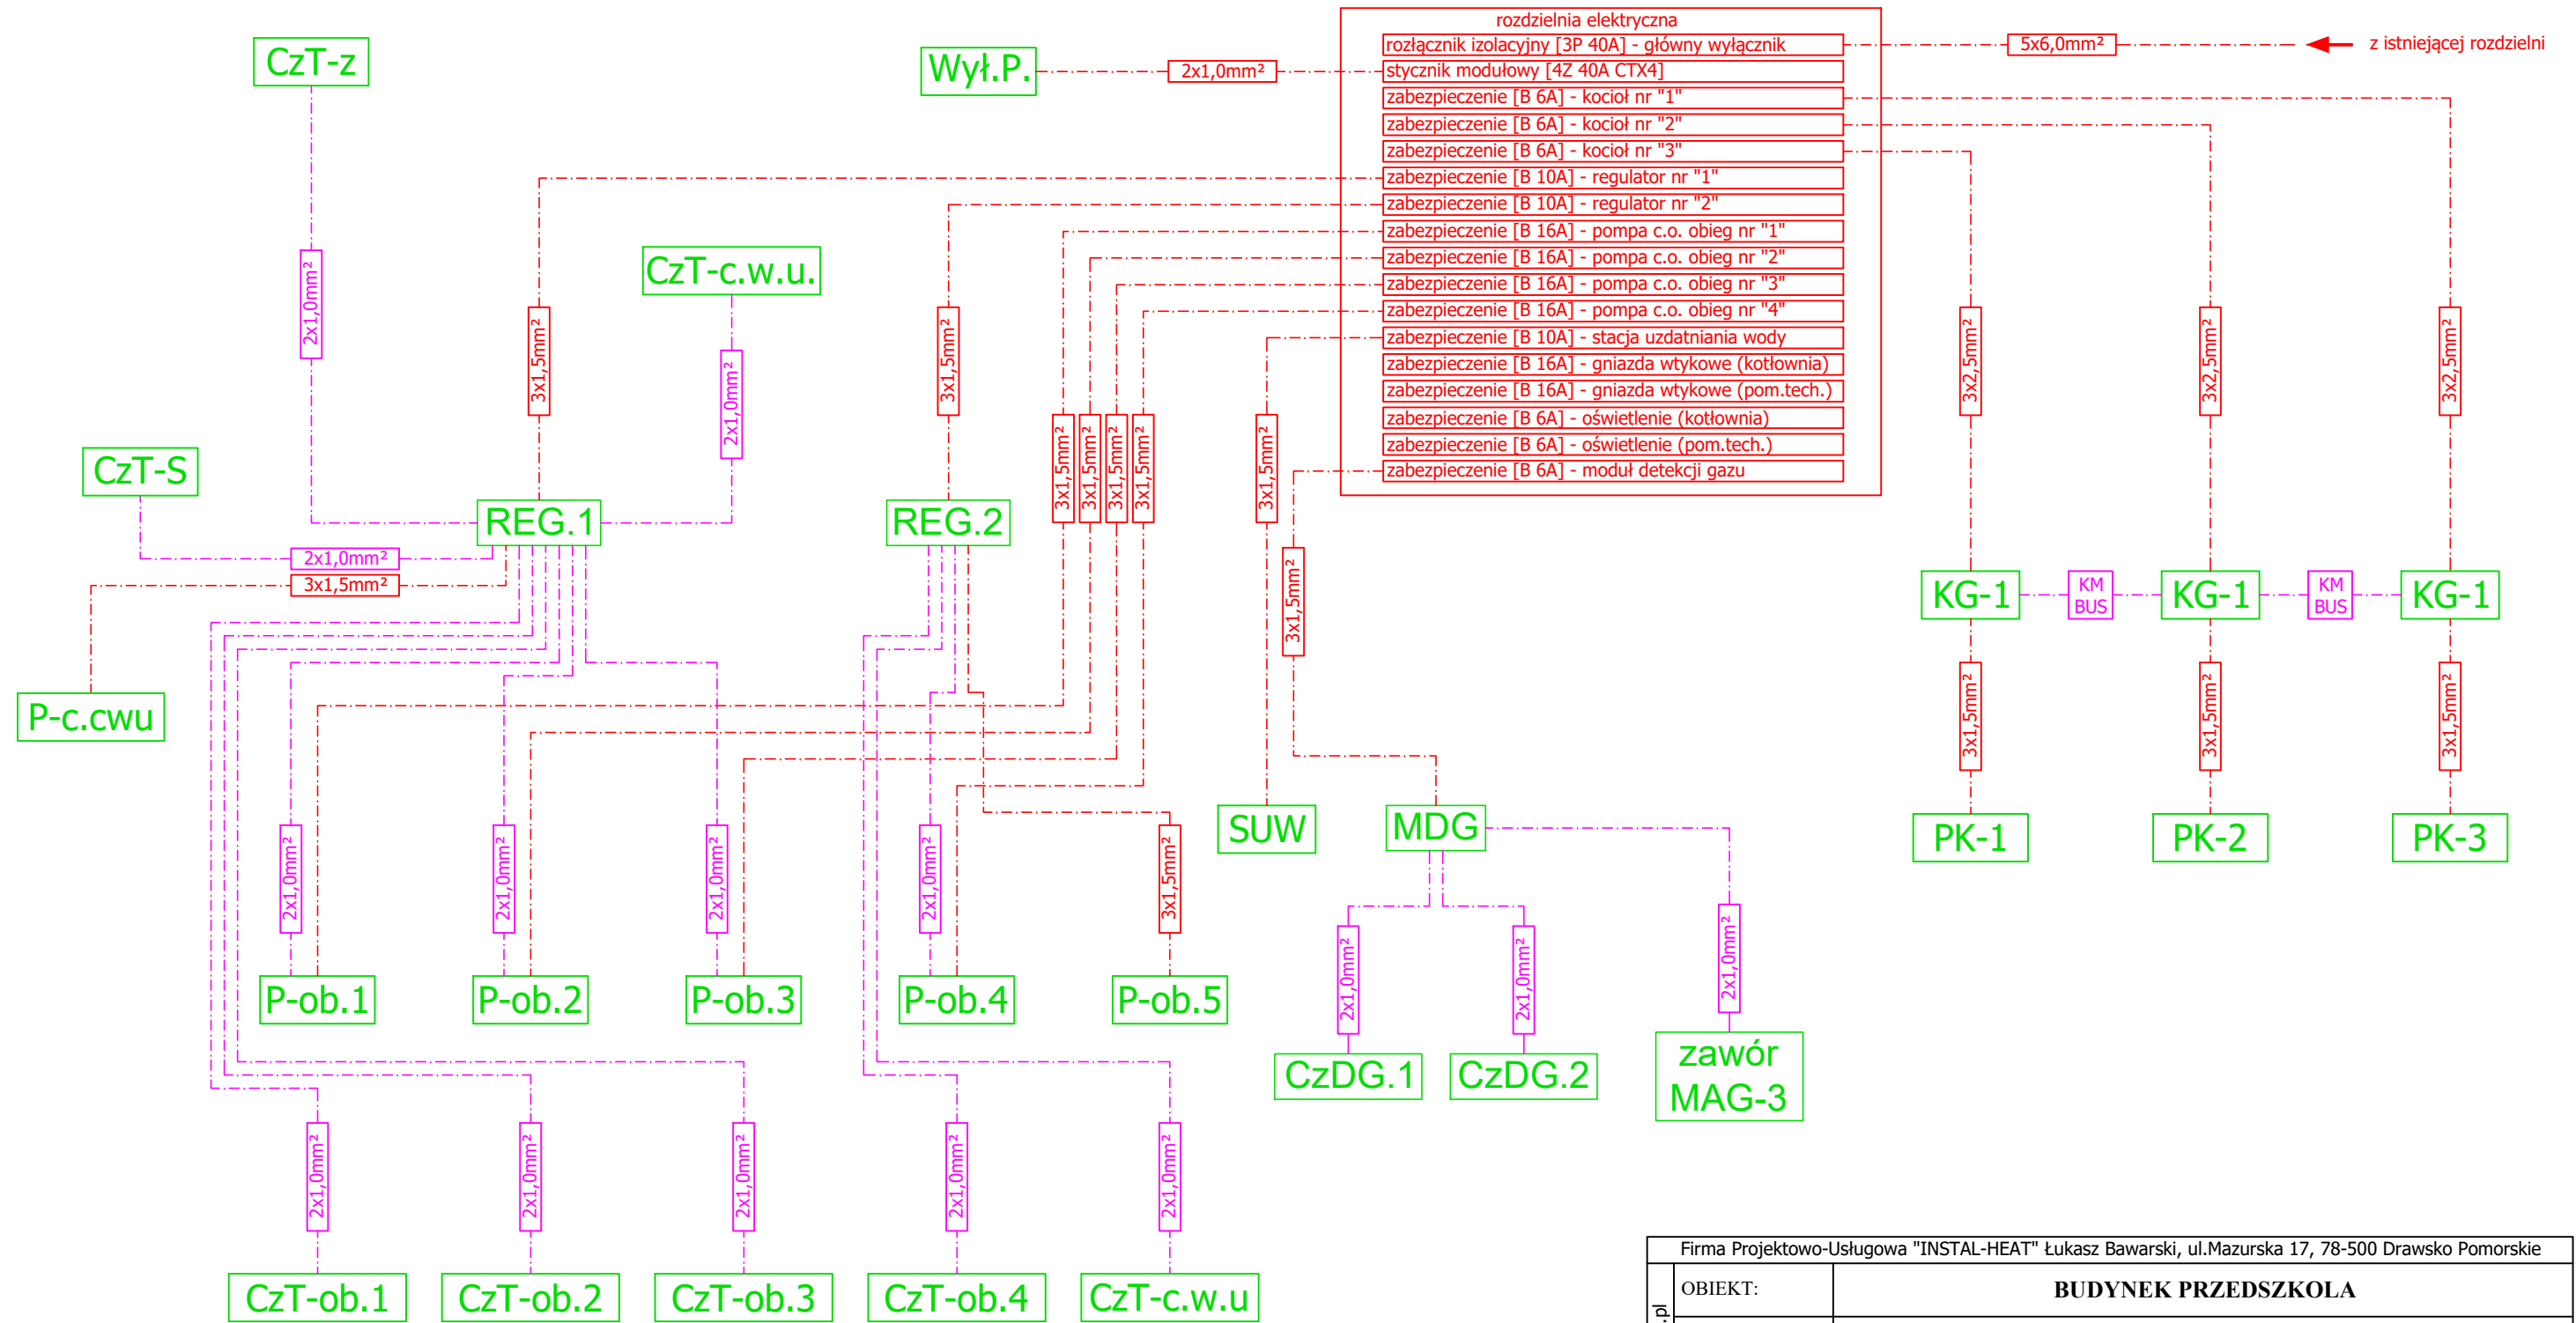 rozdzielnia elektryczna
rozłącznik izolacyjny [3P 40A] - główny wyłącznik
5x6,0mm²
z istniejącej rozdzielni
CzT-z
Wył.P.
2x1,0mm²
stycznik modułowy [4Z 40A CTX4]
zabezpieczenie [B 6A] - kocioł nr "1"
zabezpieczenie [B 6A] - kocioł nr "2"
zabezpieczenie [B 6A] - kocioł nr "3"
zabezpieczenie [B 10A] - regulator nr "1"
zabezpieczenie [B 10A] - regulator nr "2"
zabezpieczenie [B 16A] - pompa c.o. obieg nr "1"
zabezpieczenie [B 16A] - pompa c.o. obieg nr "2"
zabezpieczenie [B 16A] - pompa c.o. obieg nr "3"
zabezpieczenie [B 16A] - pompa c.o. obieg nr "4"
zabezpieczenie [B 10A] - stacja uzdatniania wody
zabezpieczenie [B 16A] - gniazda wtykowe (kotłownia)
zabezpieczenie [B 16A] - gniazda wtykowe (pom.tech.)
zabezpieczenie [B 6A] - oświetlenie (kotłownia)
zabezpieczenie [B 6A] - oświetlenie (pom.tech.)
zabezpieczenie [B 6A] - moduł detekcji gazu
CzT-c.w.u.
2x1,0mm²
3x1,5mm²
2x1,0mm²
3x1,5mm²
3x1,5mm²
3x1,5mm²
3x1,5mm²
3x1,5mm²
3x1,5mm²
3x2,5mm²
3x2,5mm²
3x2,5mm²
CzT-S
REG.1
REG.2
2x1,0mm²
3x1,5mm²
3x1,5mm²
KG-1
KM
BUS
KG-1
KM
BUS
KG-1
P-c.cwu
3x1,5mm²
3x1,5mm²
3x1,5mm²
SUW
MDG
PK-1
PK-2
PK-3
2x1,0mm²
2x1,0mm²
2x1,0mm²
2x1,0mm²
3x1,5mm²
2x1,0mm²
2x1,0mm²
2x1,0mm²
P-ob.1
P-ob.2
P-ob.3
P-ob.4
P-ob.5
CzDG.1
CzDG.2
zawór
MAG-3
2x1,0mm²
2x1,0mm²
2x1,0mm²
2x1,0mm²
2x1,0mm²
CzT-ob.1
CzT-ob.2
CzT-ob.3
CzT-ob.4
CzT-c.w.u
Firma Projektowo-Usługowa "INSTAL-HEAT" Łukasz Bawarski, ul.Mazurska 17, 78-500 Drawsko Pomorskie
OBIEKT:
BUDYNEK PRZEDSZKOLA
.pl